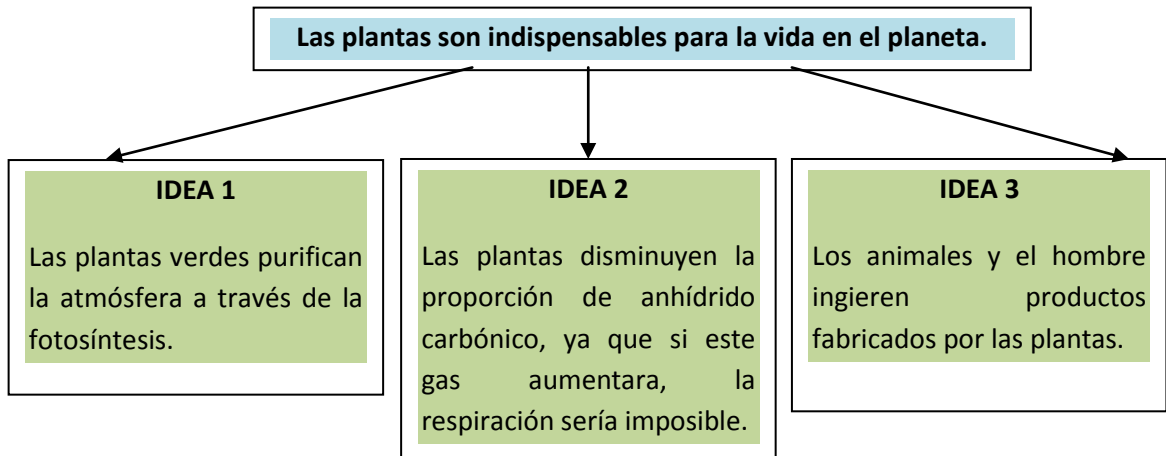 Las plantas son indispensables para la vida en el planeta.
IDEA 1
Las plantas verdes purifican
la atmósfera a través de la
fotosíntesis.
IDEA 2
Las plantas disminuyen la
proporción de anhídrido
carbónico, ya que si este
gas aumentara, la
respiración sería imposible.
IDEA 3
Los animales y el hombre
ingieren productos
fabricados por las plantas.